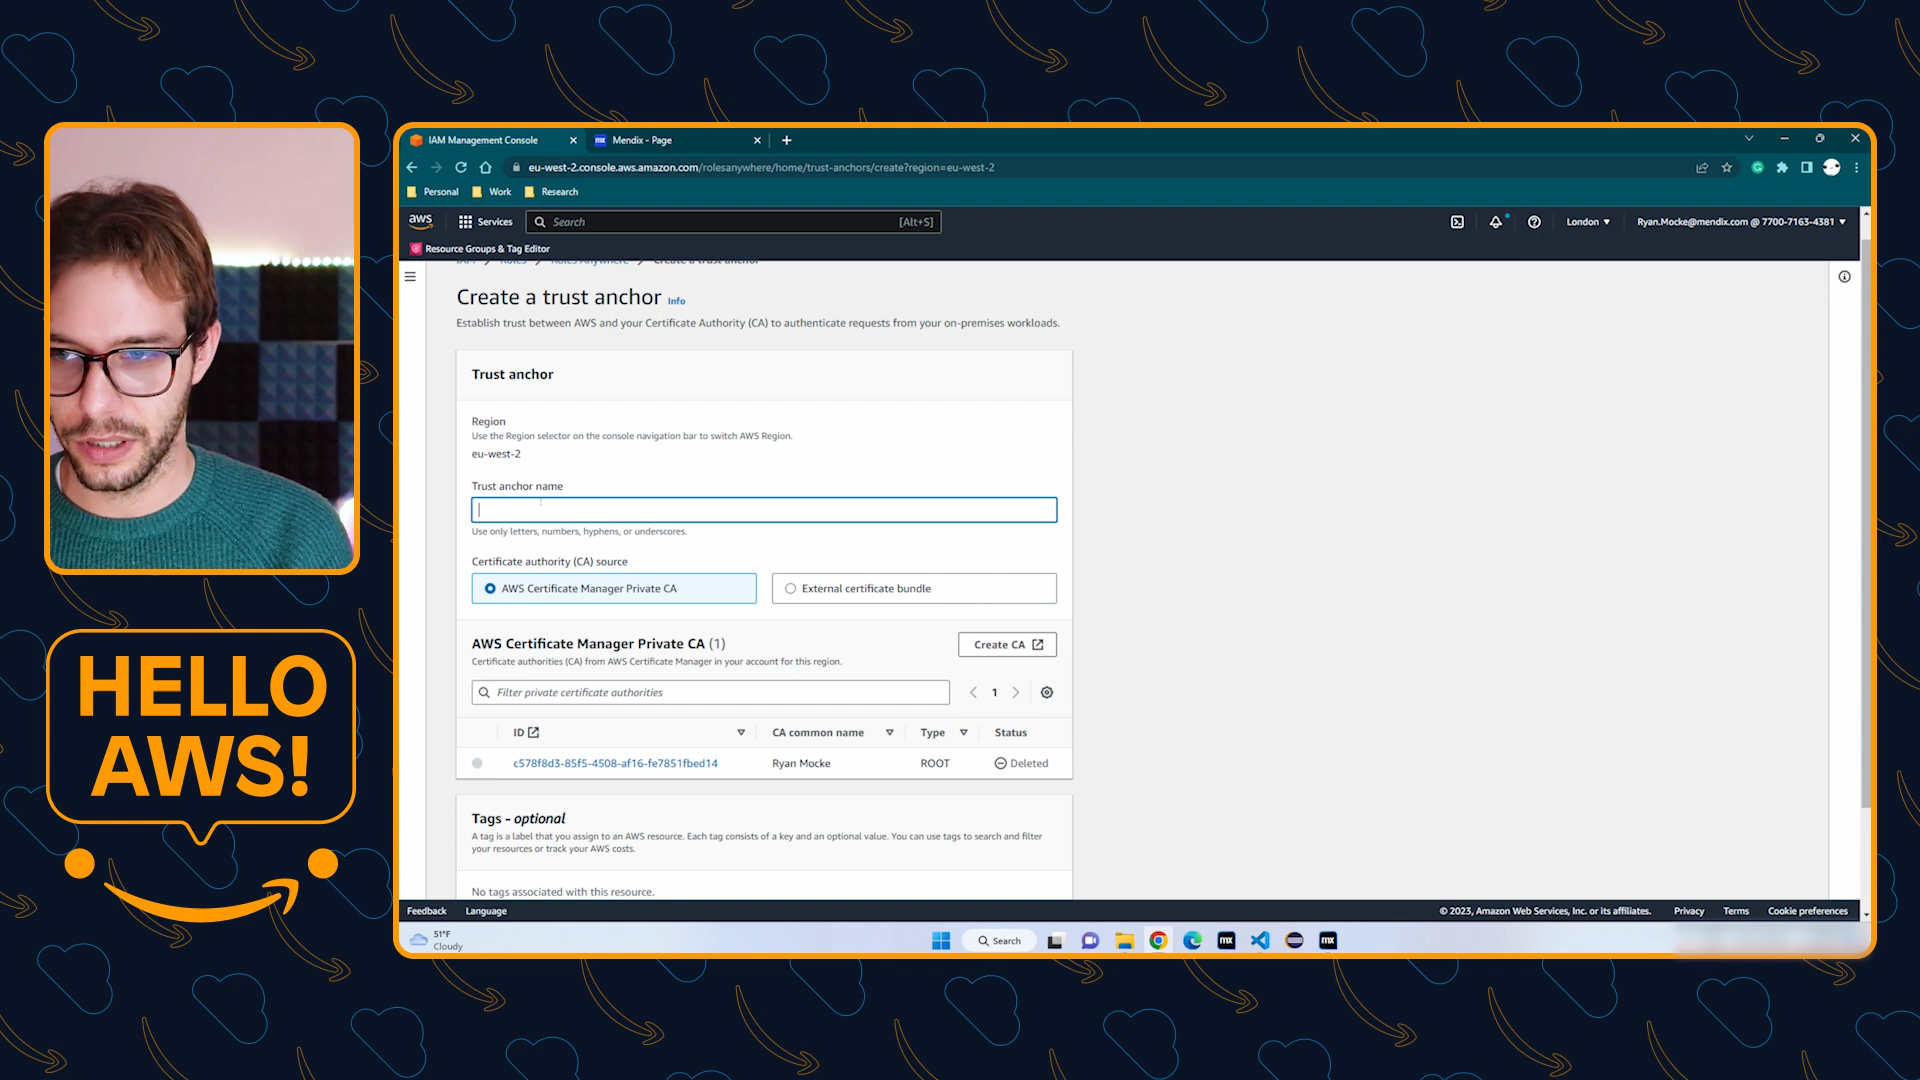 HELLO
AWS!
IAM Management Console
mx
Mendix - Page
eu-west-2.console.aws.amazon.com/rolesanywhere/home/trust-anchors/create?region=eu-west-2
Personal
Work
Research
aws
Services
Search
[Alt+S]
London
Ryan.Mocke@mendix.com @ 7700-7163-4381
Resource Groups & Tag Editor
IAM > Roles > Roles Anywhere > Create a trust anchor
Create a trust anchor Info
Establish trust between AWS and your Certificate Authority (CA) to authenticate requests from your on-premises workloads.
Trust anchor
Region
Use the Region selector on the console navigation bar to switch AWS Region.
eu-west-2
Trust anchor name
Use only letters, numbers, hyphens, or underscores.
Certificate authority (CA) source
AWS Certificate Manager Private CA
External certificate bundle
AWS Certificate Manager Private CA (1)
Create CA
Certificate authorities (CA) from AWS Certificate Manager in your account for this region.
Filter private certificate authorities
1
ID
CA common name
Type
Status
c578f8d3-85f5-4508-af16-fe7851fbed14
Ryan Mocke
ROOT
Deleted
Tags - optional
A tag is a label that you assign to an AWS resource. Each tag consists of a key and an optional value. You can use tags to search and filter
your resources or track your AWS costs.
No tags associated with this resource.
Feedback
Language
© 2023, Amazon Web Services, Inc. or its affiliates.
Privacy
Terms
Cookie preferences
51°F
Cloudy
Search
mx
mx